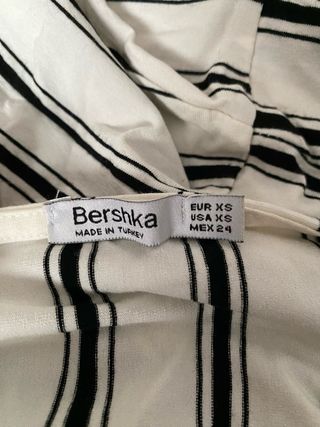 Bershka
MADE IN TURKEY
EUR XS
USA XS
MEX 24